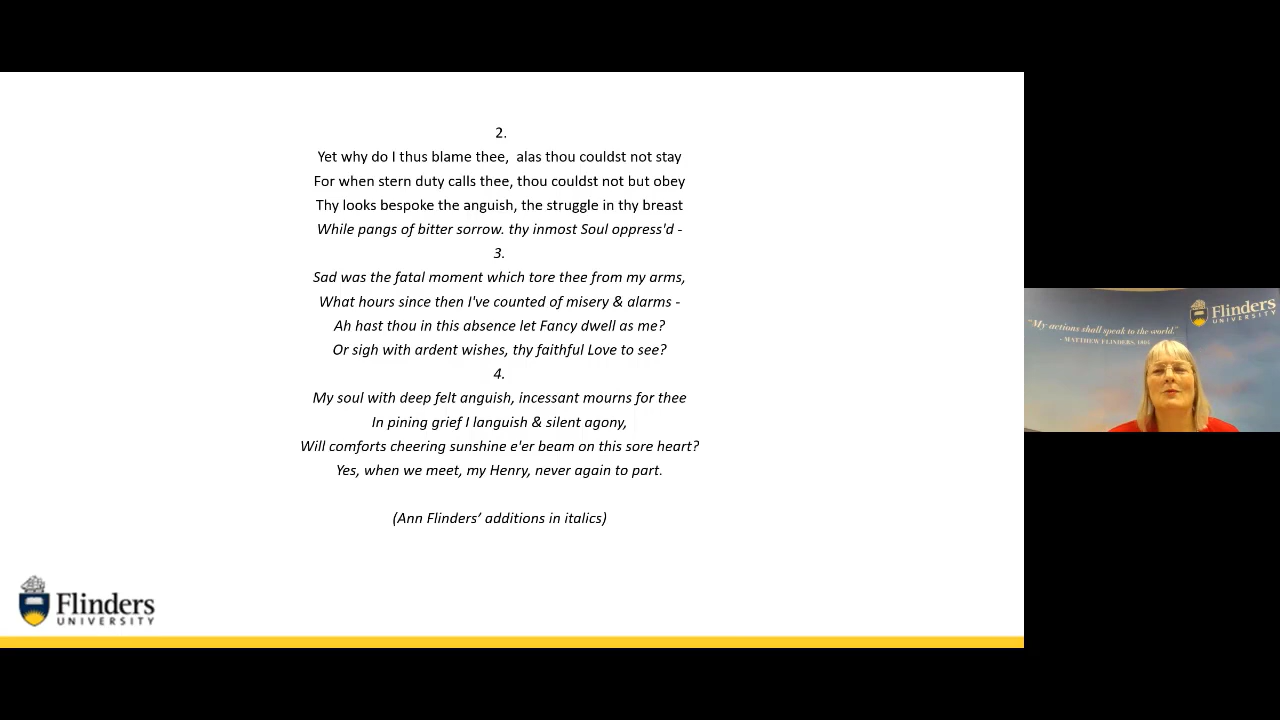 2.
Yet why do I thus blame thee, alas thou couldst not stay
For when stern duty calls thee, thou couldst not but obey
Thy looks bespoke the anguish, the struggle in thy breast
While pangs of bitter sorrow. thy inmost Soul oppress'd -
3.
Sad was the fatal moment which tore thee from my arms,
What hours since then I've counted of misery & alarms -
Ah hast thou in this absence let Fancy dwell as me?
Or sigh with ardent wishes, thy faithful Love to see?
4.
My soul with deep felt anguish, incessant mourns for thee
In pining grief I languish & silent agony,
Will comforts cheering sunshine e'er beam on this sore heart?
Yes, when we meet, my Henry, never again to part.
(Ann Flinders’ additions in italics)
Flinders
UNIVERSITY
Flinders
UNIVERSITY
"My actions shall speak to the world."
- MATTHEW FLINDERS,